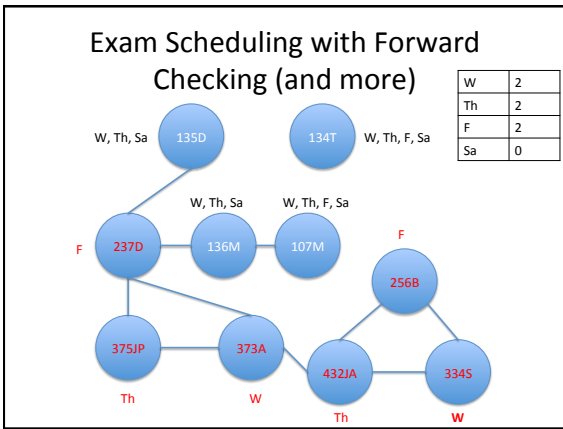 Exam Scheduling with Forward
Checking (and more)
W 2
Th 2
F 2
Sa 0
W, Th, Sa
135D
134T
W, Th, F, Sa
W, Th, Sa
W, Th, F, Sa
F
237D
136M
107M
F
256B
375JP
373A
432JA
334S
Th
W
Th
W